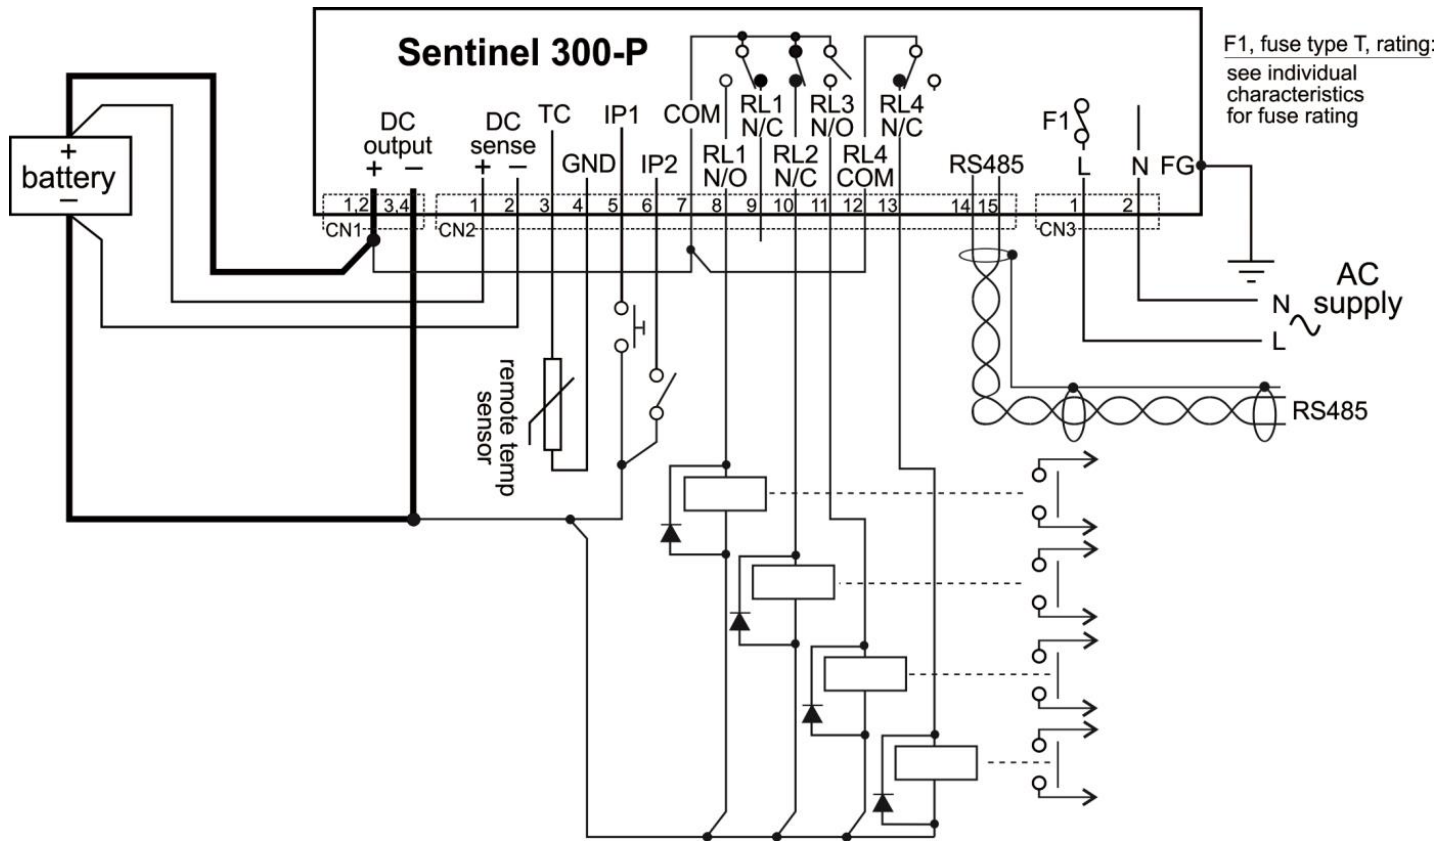 Sentinel 300-P
F1, fuse type T, rating:
see individual
characteristics
for fuse rating
battery
+
−
DC
output
+ −
DC
sense
+ −
TC
GND
IP1
IP2
COM
RL1
N/O
RL1
N/C
RL2
N/C
RL3
N/O
RL4
COM
RL4
N/C
RS485
F1
L
N
FG
1,2 3,4
CN1
1 2 3 4 5 6 7 8 9 10 11 12 13 14 15
CN2
1 2
CN3
AC
supply
N
L
RS485
remote temp
sensor